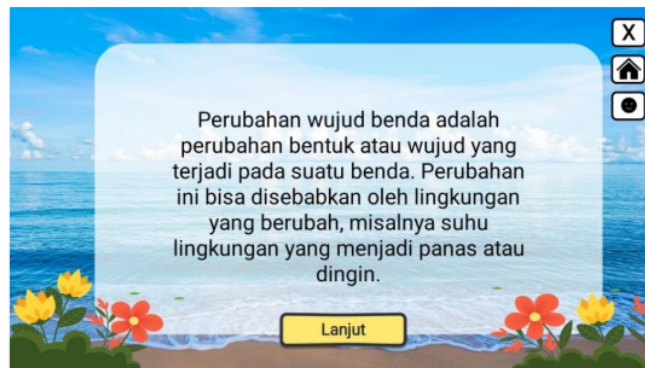 X
Perubahan wujud benda adalah
perubahan bentuk atau wujud yang
terjadi pada suatu benda. Perubahan
ini bisa disebabkan oleh lingkungan
yang berubah, misalnya suhu
lingkungan yang menjadi panas atau
dingin.
Lanjut